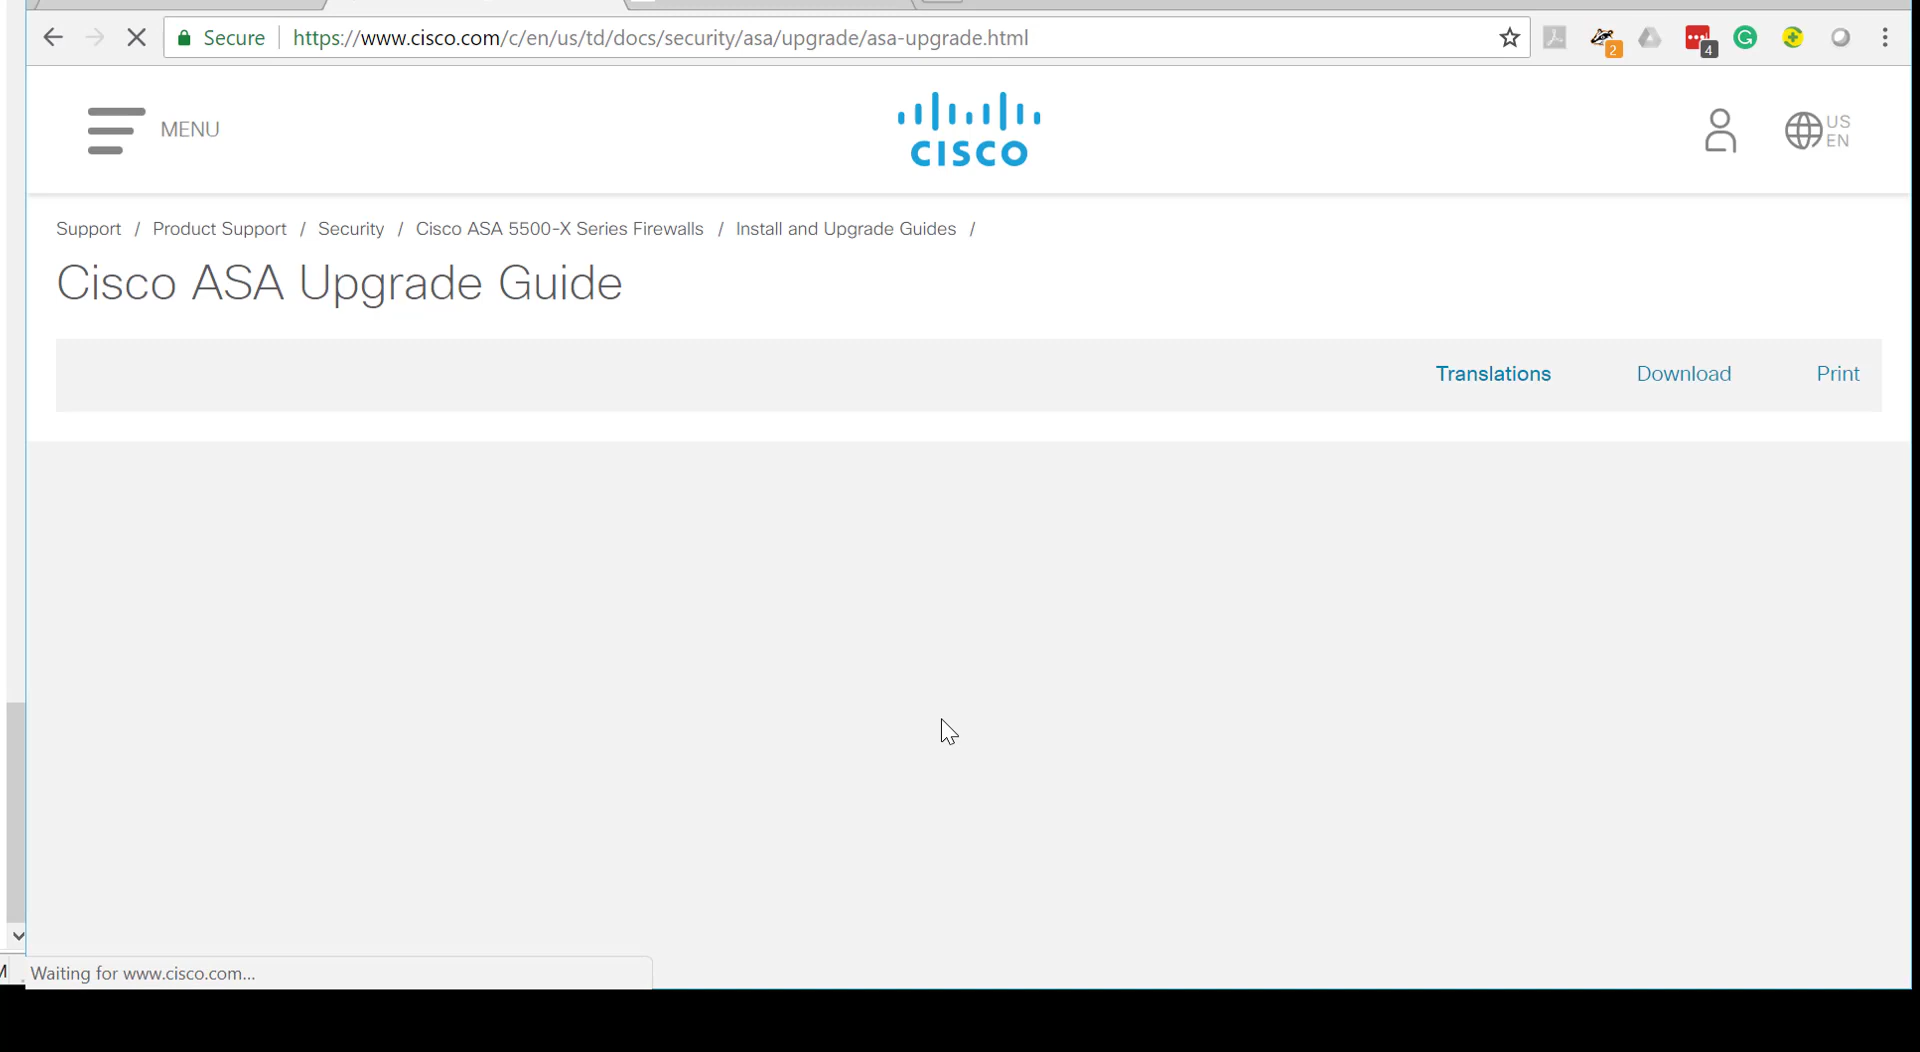 Secure https://www.cisco.com/c/en/us/td/docs/security/asa/upgrade/asa-upgrade.html
2
4
MENU
CISCO
US
EN
Support / Product Support / Security / Cisco ASA 5500-X Series Firewalls / Install and Upgrade Guides /
Cisco ASA Upgrade Guide
Translations Download Print
Waiting for www.cisco.com...